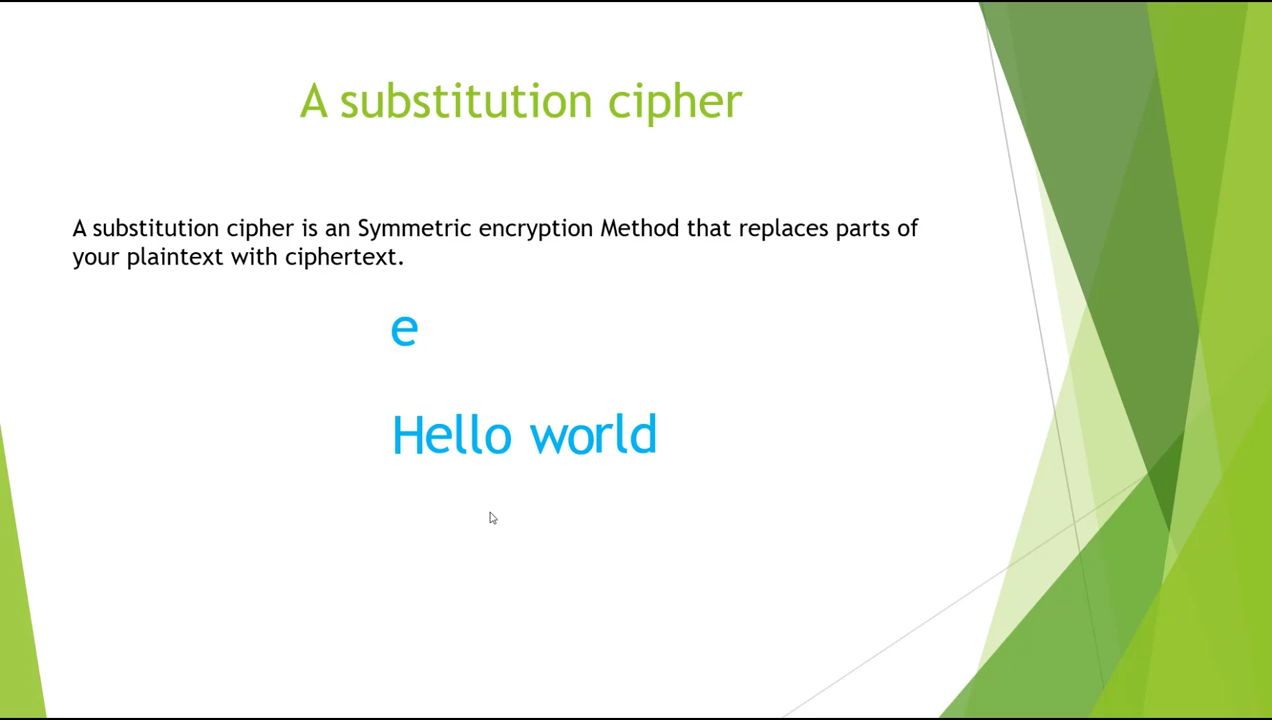 A substitution cipher
A substitution cipher is an Symmetric encryption Method that replaces parts of
your plaintext with ciphertext.
e
Hello world